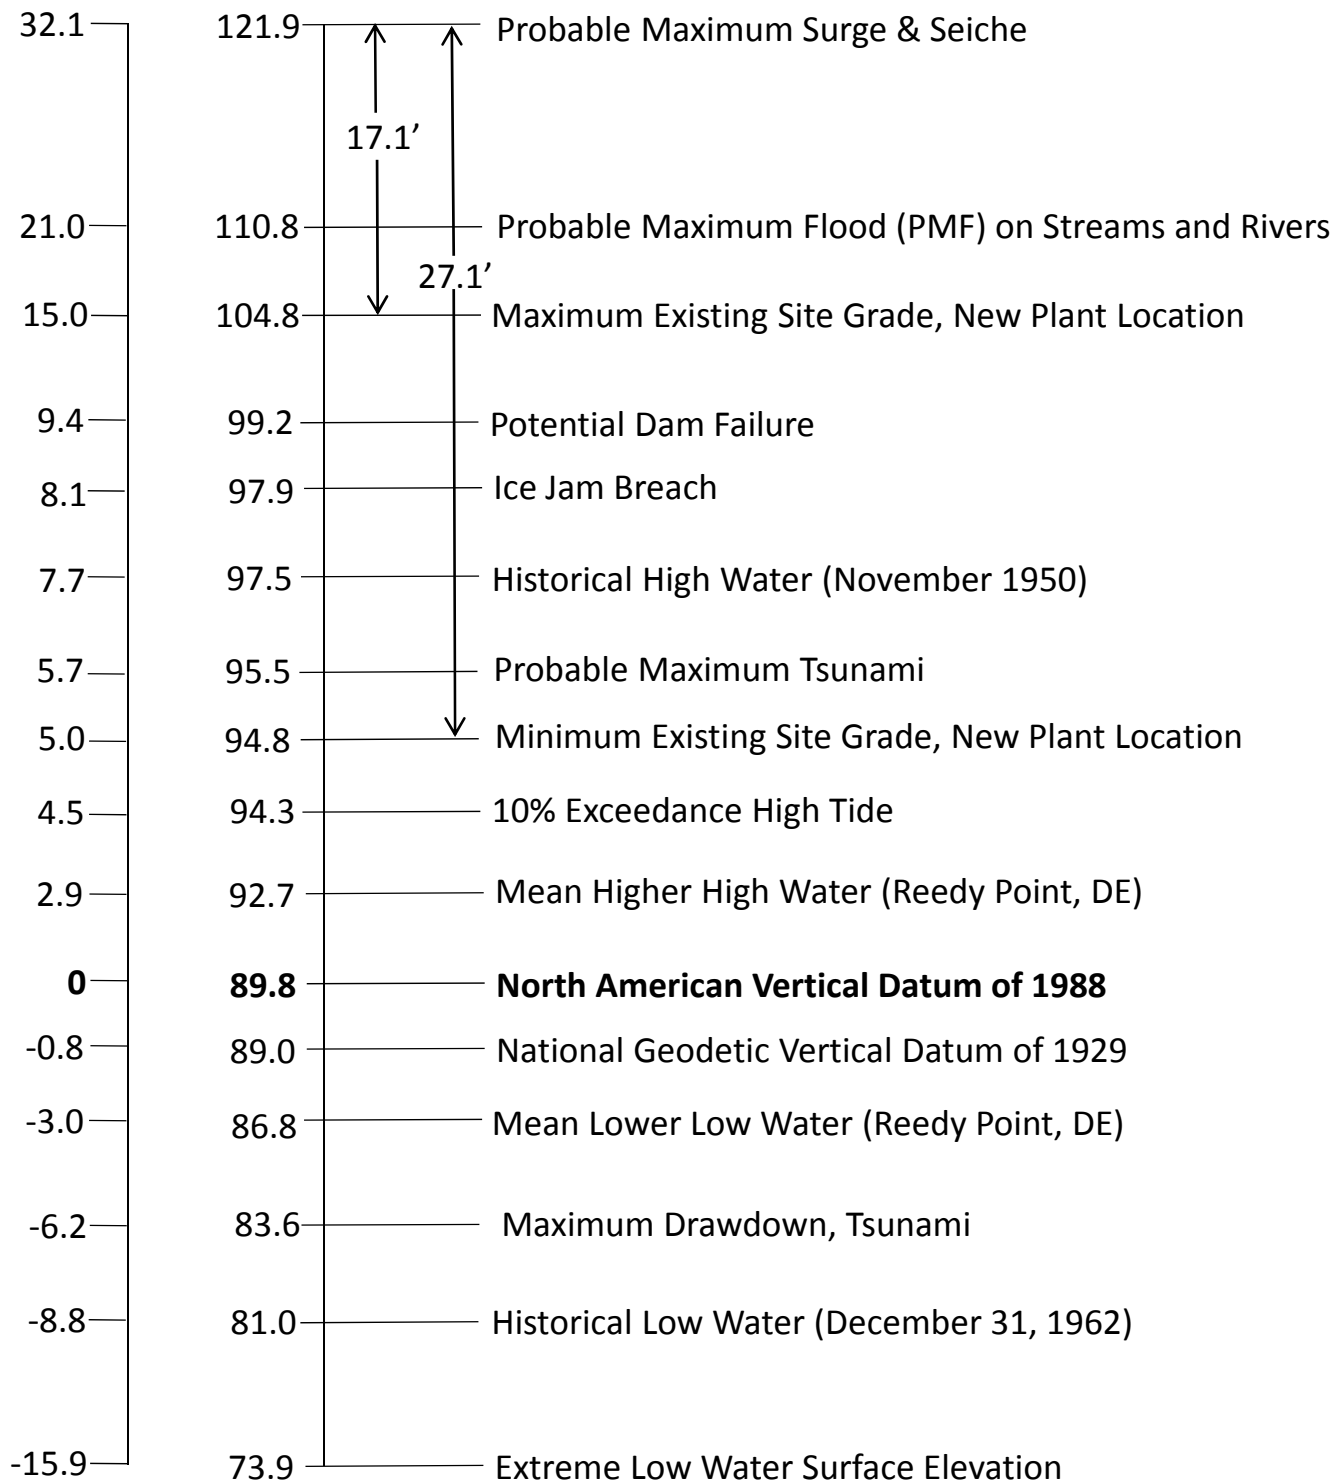 32.1 121.9 Probable Maximum Surge & Seiche
17.1’
21.0 110.8 Probable Maximum Flood (PMF) on Streams and Rivers
27.1’
15.0 104.8 Maximum Existing Site Grade, New Plant Location
9.4 99.2 Potential Dam Failure
8.1 97.9 Ice Jam Breach
7.7 97.5 Historical High Water (November 1950)
5.7 95.5 Probable Maximum Tsunami
5.0 94.8 Minimum Existing Site Grade, New Plant Location
4.5 94.3 10% Exceedance High Tide
2.9 92.7 Mean Higher High Water (Reedy Point, DE)
0 89.8 North American Vertical Datum of 1988
-0.8 89.0 National Geodetic Vertical Datum of 1929
-3.0 86.8 Mean Lower Low Water (Reedy Point, DE)
-6.2 83.6 Maximum Drawdown, Tsunami
-8.8 81.0 Historical Low Water (December 31, 1962)
-15.9 73.9 Extreme Low Water Surface Elevation